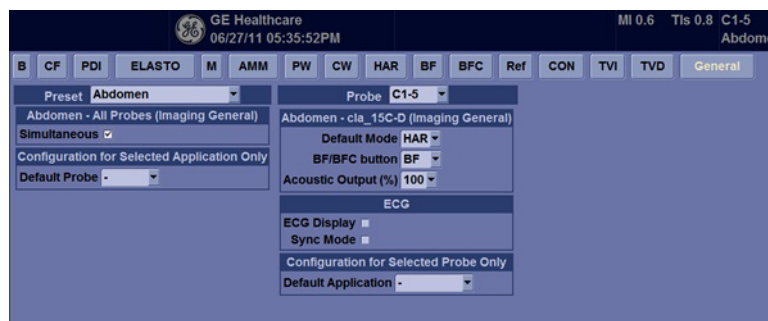 GE Healthcare
06/27/11 05:35:52PM
MI 0.6 TIs 0.8 C1-5
Abdom
B CF PDI ELASTO M AMM PW CW HAR BF BFC Ref CON TVI TVD General
Preset Abdomen
Probe C1-5
Abdomen - All Probes (Imaging General)
Simultaneous
Configuration for Selected Application Only
Default Probe -
Abdomen - cla_15C-D (Imaging General)
Default Mode HAR
BF/BFC button BF
Acoustic Output (%) 100
ECG
ECG Display
Sync Mode
Configuration for Selected Probe Only
Default Application -